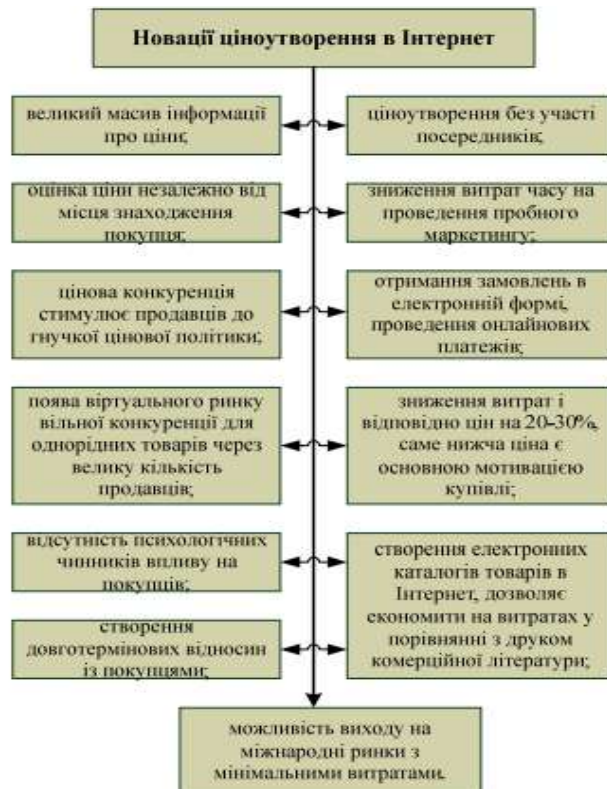 Новації ціноутворення в Інтернет
великий масив інформації
про ціни;
ціноутворення без участі
посередників;
оцінка ціни незалежно від
місця знаходження
покупця;
зниження витрат часу на
проведення пробного
маркетингу;
цінова конкуренція
стимулює продавців до
гнучкої цінової політики;
отримання замовлень в
електронній формі,
проведення онлайнових
платежів;
поява віртуального ринку
вільної конкуренції для
однорідних товарів через
велику кількість
продавців;
зниження витрат і
відповідно цін на 20-30%,
саме нижча ціна є
основною мотивацією
купівлі;
відсутність психологічних
чинників впливу на
покупців;
створення електронних
каталогів товарів в
Інтернет, дозволяє
економити на витратах у
порівнянні з друком
комерційної літератури;
створення
довготермінових відносин
із покупцями;
можливість виходу на
міжнародні ринки з
мінімальними витратами.